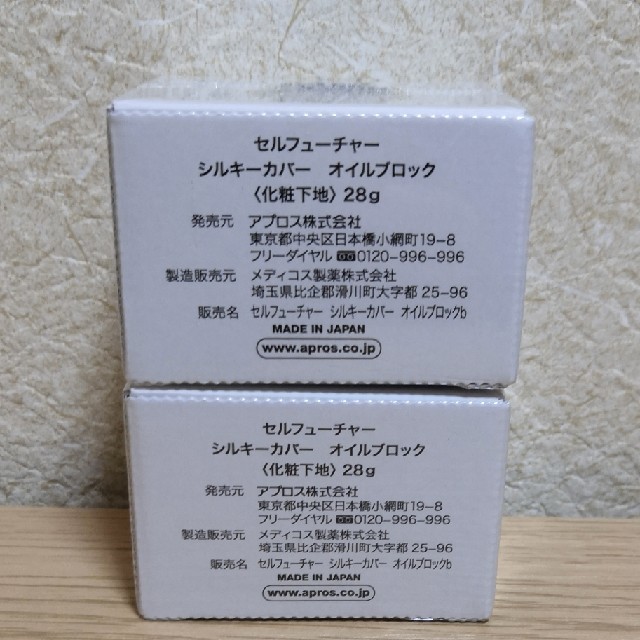 セルフューチャー
シルキーカバー オイルブロック
〈化粧下地〉28g
発売元 アプロス株式会社
東京都中央区日本橋小網町19-8
フリーダイヤル 0120-996-996
製造販売元 メディコス製薬株式会社
埼玉県比企郡滑川町大字都 25-96
販売名 セルフューチャー シルキーカバー オイルブロックb
MADE IN JAPAN
www.apros.co.jp
セルフューチャー
シルキーカバー オイルブロック
〈化粧下地〉28g
発売元 アプロス株式会社
東京都中央区日本橋小網町19-8
フリーダイヤル 0120-996-996
製造販売元 メディコス製薬株式会社
埼玉県比企郡滑川町大字都 25-96
販売名 セルフューチャー シルキーカバー オイルブロックb
MADE IN JAPAN
www.apros.co.jp